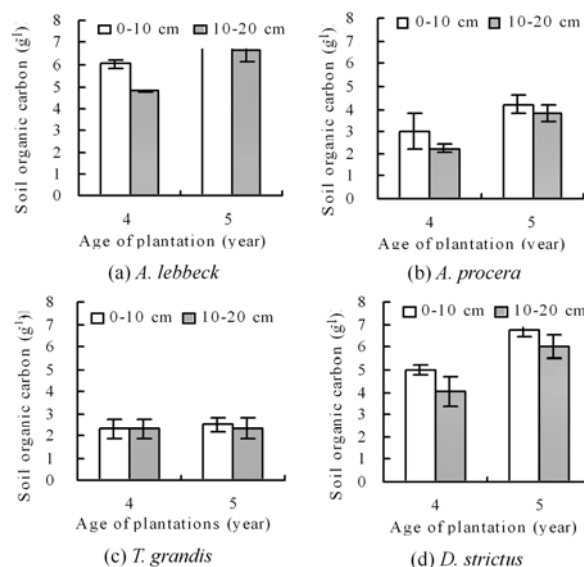 0-10 cm 10-20 cm
Soil organic carbon (g
8
6
5
4
3
2
1
0
4 5
Age of plantation (year)
(a) A. lebbeck
0-10 cm 10-20 cm
Soil organic carbon (g
8
7
6
5
4
3
2
1
0
4 5
Age of plantation (year)
(b) A. procera
0-10 cm 10-20 cm
Soil organic carbon (g
8
7
6
5
4
3
2
1
0
4 5
Age of plantations (year)
(c) T. grandis
0-10 cm 10-20 cm
Soil organic carbon (g
8
7
6
5
4
3
2
1
0
4 5
Age of plantation (year)
(d) D. strictus